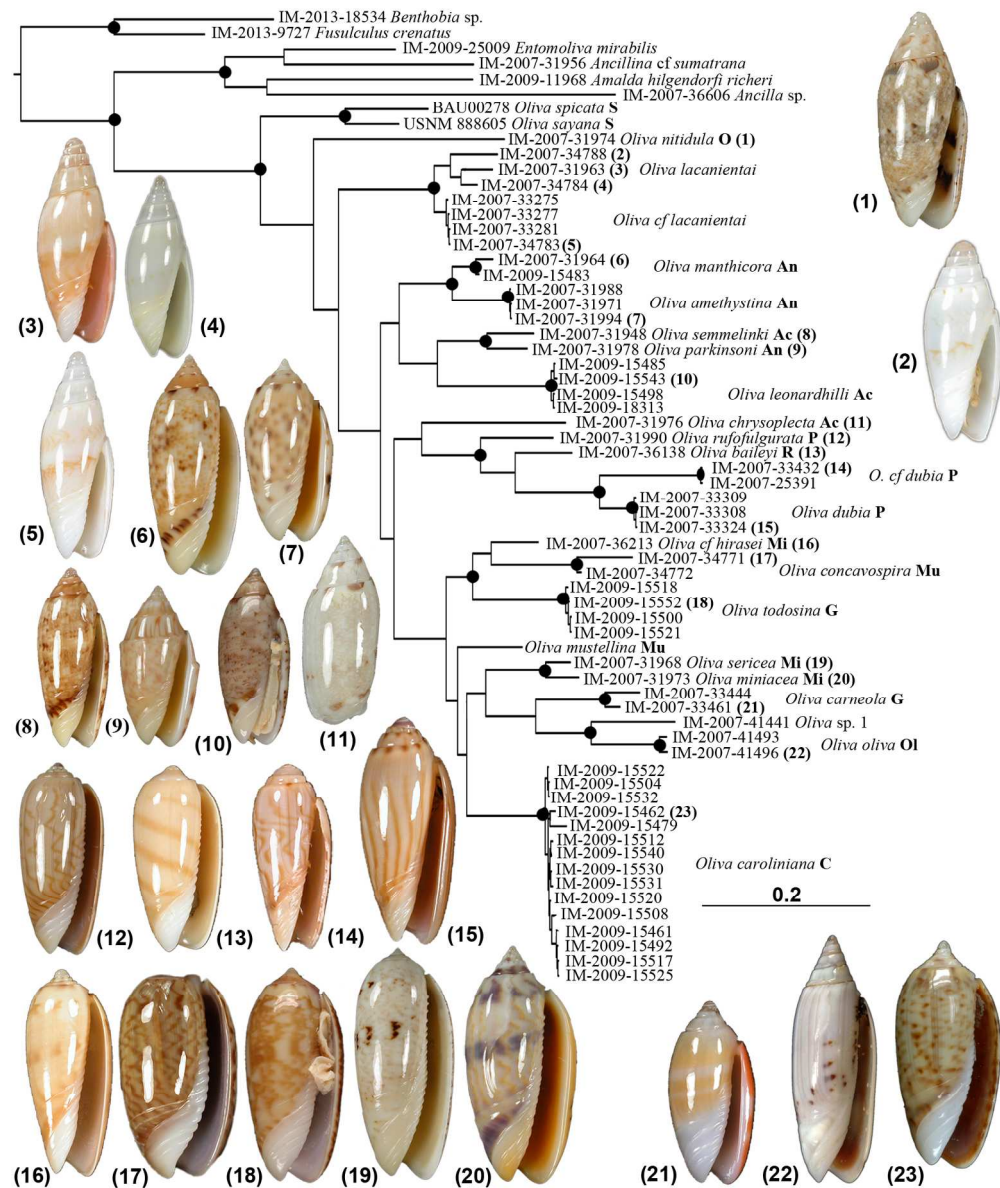 IM-2013-18534 Benthobia sp.
IM-2013-9727 Fusulculus crenatus
IM-2009-25009 Entomoliva mirabilis
IM-2007-31956 Ancillina cf sumatrana
IM-2009-11968 Amalda hilgendorfi richeri
IM-2007-36606 Ancilla sp.
BAU00278 Oliva spicata S
USNM 888605 Oliva sayana S
IM-2007-31974 Oliva nitidula O (1)
IM-2007-34788 (2)
IM-2007-31963 (3) Oliva lacanientai
IM-2007-34784 (4)
IM-2007-33275
IM-2007-33277
Oliva cf lacanientai
IM-2007-33281
IM-2007-34783(5)
IM-2007-31964 (6)
Oliva manthicora An
IM-2009-15483
IM-2007-31988
IM-2007-31971 Oliva amethystina An
IM-2007-31994 (7)
IM-2007-31948 Oliva semmelinki Ac (8)
IM-2007-31978 Oliva parkinsoni An (9)
IM-2009-15485
IM-2009-15543 (10)
Oliva leonardhilli Ac
IM-2009-15498
IM-2009-18313
IM-2007-31976 Oliva chrysoplecta Ac (11)
IM-2007-31990 Oliva rufofulgurata P (12)
IM-2007-36138 Oliva baileyi R (13)
IM-2007-33432 (14)
O. cf dubia P
IM-2007-25391
IM-2007-33309
IM-2007-33308 Oliva dubia P
IM-2007-33324 (15)
IM-2007-36213 Oliva cf hirasei Mi (16)
IM-2007-34771 (17)
Oliva concavospira Mu
IM-2007-34772
IM-2009-15518
IM-2009-15552 (18)
Oliva todosina G
IM-2009-15500
IM-2009-15521
Oliva mustellina Mu
IM-2007-31968 Oliva sericea Mi (19)
IM-2007-31973 Oliva miniacea Mi (20)
IM-2007-33444
Oliva carneola G
IM-2007-33461 (21)
IM-2007-41441 Oliva sp. 1
IM-2007-41493
Oliva oliva Ol
IM-2007-41496 (22)
IM-2009-15522
IM-2009-15504
IM-2009-15532
IM-2009-15462 (23)
IM-2009-15479
IM-2009-15512
IM-2009-15540
Oliva caroliniana C
IM-2009-15530
IM-2009-15531
IM-2009-15520
IM-2009-15508
IM-2009-15461
IM-2009-15492
IM-2009-15517
IM-2009-15525
0.2
(1)
(2)
(3)
(4)
(5)
(6)
(7)
(8)
(9)
(10)
(11)
(12)
(13)
(14)
(15)
(16)
(17)
(18)
(19)
(20)
(21)
(22)
(23)